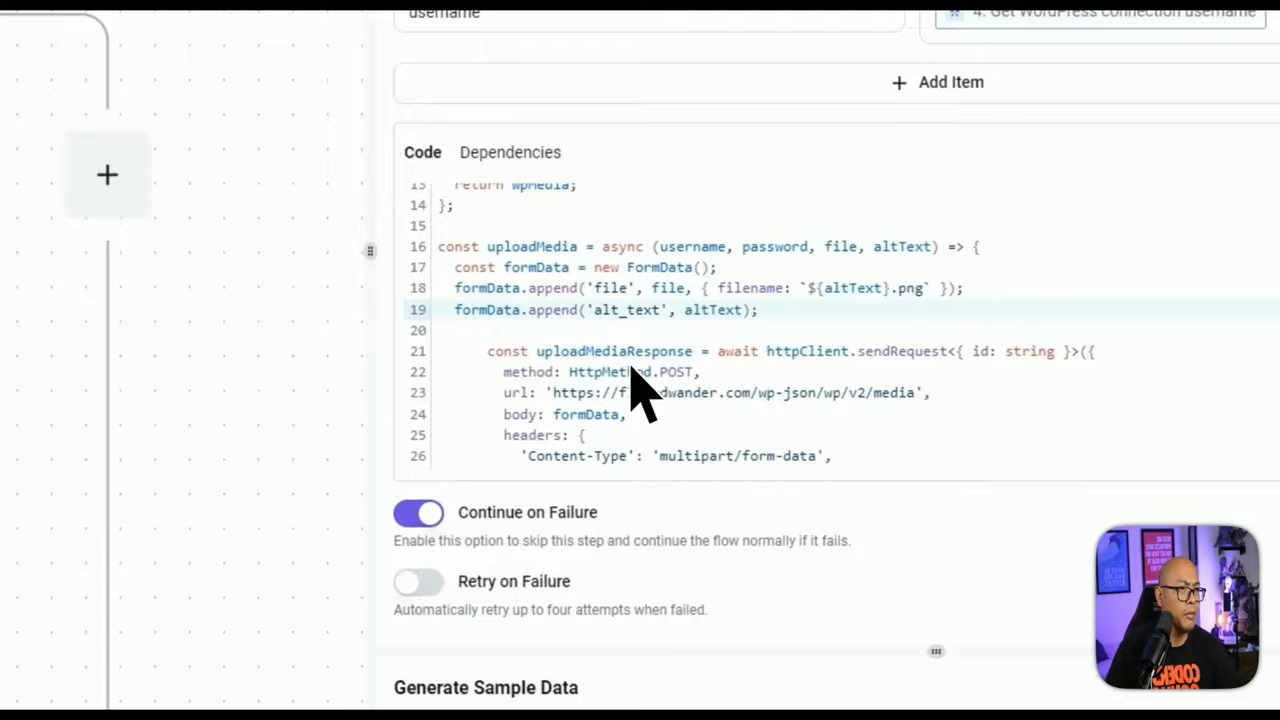 username
4. Get WordPress connection username
+ Add Item
Code Dependencies
13 return wpMedia;
14 };
15
16 const uploadMedia = async (username, password, file, altText) => {
17 const formData = new FormData();
18 formData.append('file', file, { filename: `${altText}.png` });
19 formData.append('alt_text', altText);
20
21 const uploadMediaResponse = await httpClient.sendRequest<{ id: string }>({
22 method: HttpMethod.POST,
23 url: 'https://fl dwander.com/wp-json/wp/v2/media',
24 body: formData,
25 headers: {
26 'Content-Type': 'multipart/form-data',
Continue on Failure
Enable this option to skip this step and continue the flow normally if it fails.
Retry on Failure
Automatically retry up to four attempts when failed.
Generate Sample Data